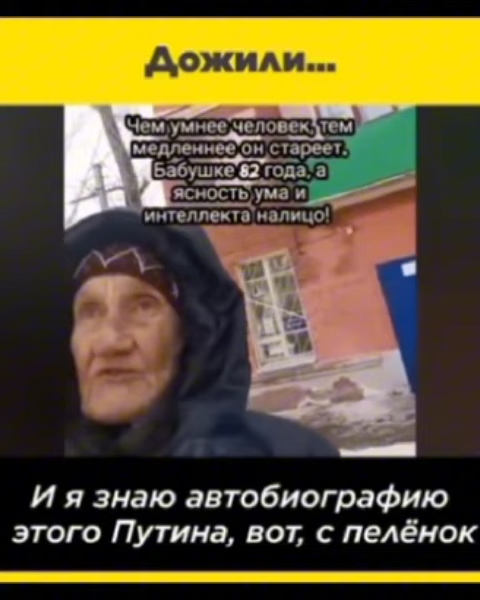 Дожили...
Чем умнее человек, тем
медленнее он стареет.
Бабушке 82 года, а
ясность ума и
интеллекта налицо!
И я знаю автобиографию
этого Путина, вот, с пелёнок